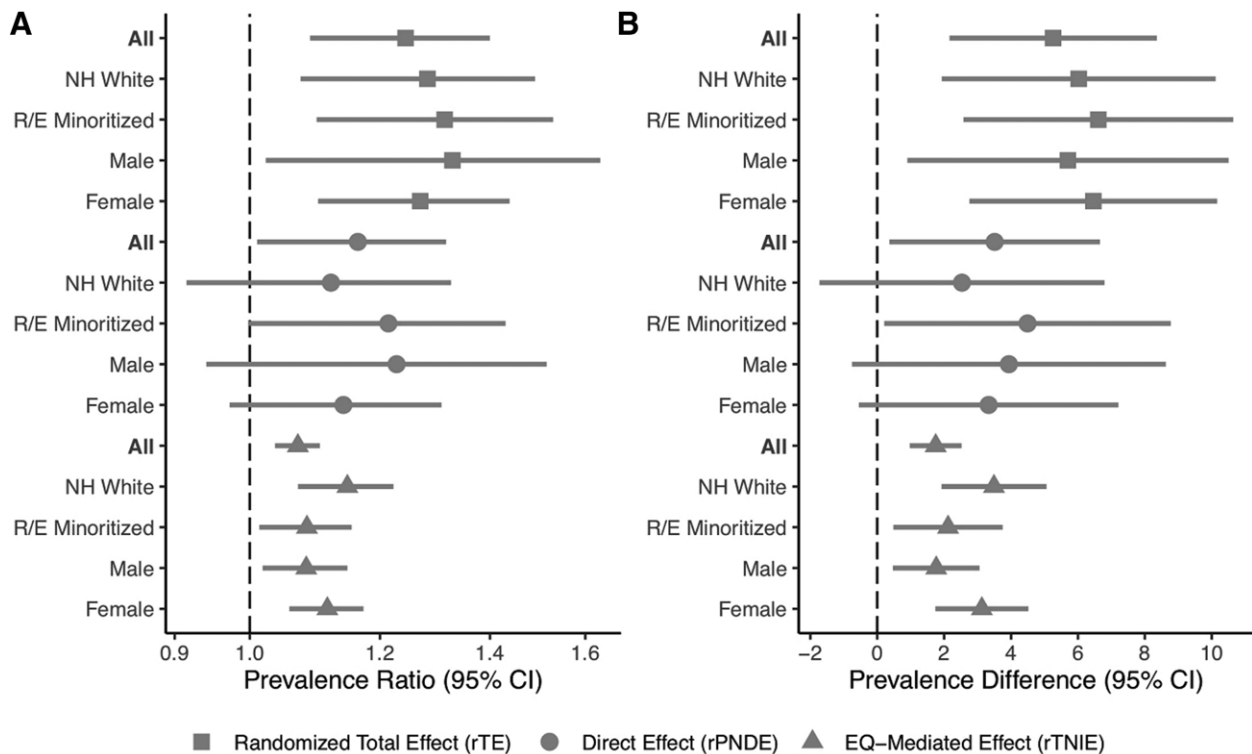 A
All
NH White
R/E Minoritized
Male
Female
All
NH White
R/E Minoritized
Male
Female
All
NH White
R/E Minoritized
Male
Female
0.9 1.0 1.2 1.4 1.6
Prevalence Ratio (95% CI)
B
All
NH White
R/E Minoritized
Male
Female
All
NH White
R/E Minoritized
Male
Female
All
NH White
R/E Minoritized
Male
Female
−2 0 2 4 6 8 10
Prevalence Difference (95% CI)
Randomized Total Effect (rTE) Direct Effect (rPNDE) EQ−Mediated Effect (rTNIE)